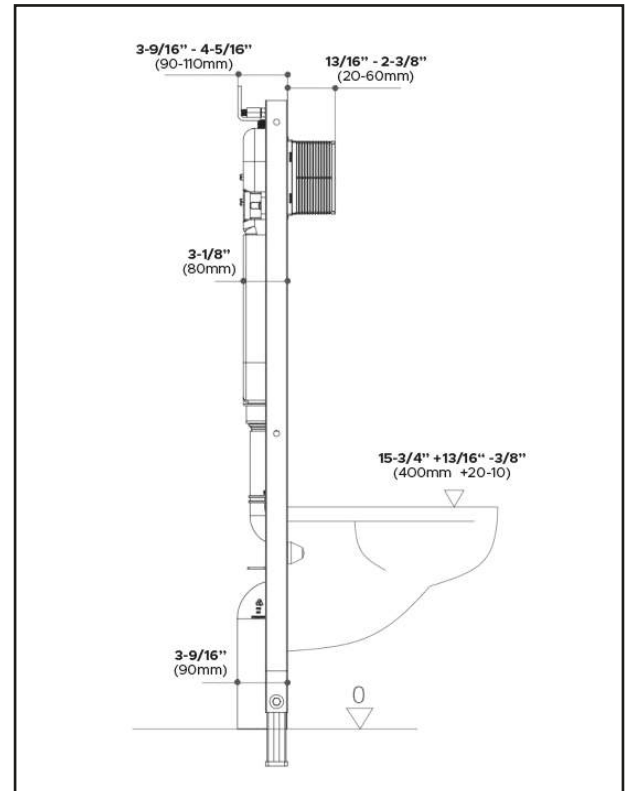 3-9/16” - 4-5/16”
(90-110mm)
13/16” - 2-3/8”
(20-60mm)
3-1/8”
(80mm)
15-3/4” +13/16“ -3/8”
(400mm +20-10)
3-9/16”
(90mm)
0